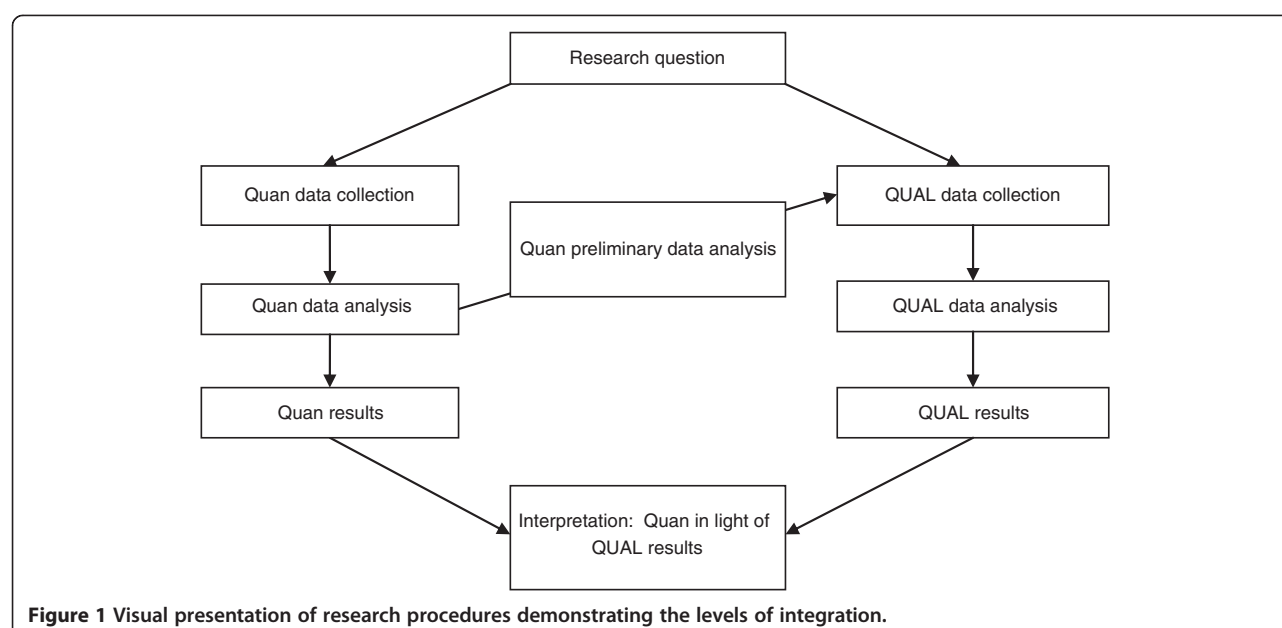 Research question
Quan data collection
QUAL data collection
Quan preliminary data analysis
Quan data analysis
QUAL data analysis
Quan results
QUAL results
Interpretation: Quan in light of
QUAL results
Figure 1 Visual presentation of research procedures demonstrating the levels of integration.